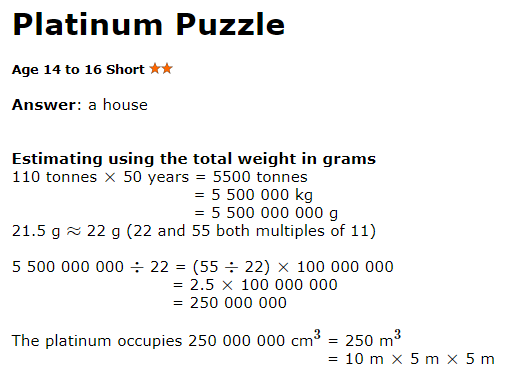 Platinum Puzzle
Age 14 to 16 Short ★★
Answer: a house
Estimating using the total weight in grams
110 tonnes × 50 years = 5500 tonnes
= 5 500 000 kg
= 5 500 000 000 g
21.5 g ≈ 22 g (22 and 55 both multiples of 11)
5 500 000 000 ÷ 22 = (55 ÷ 22) × 100 000 000
= 2.5 × 100 000 000
= 250 000 000
The platinum occupies 250 000 000 cm³ = 250 m³
= 10 m × 5 m × 5 m